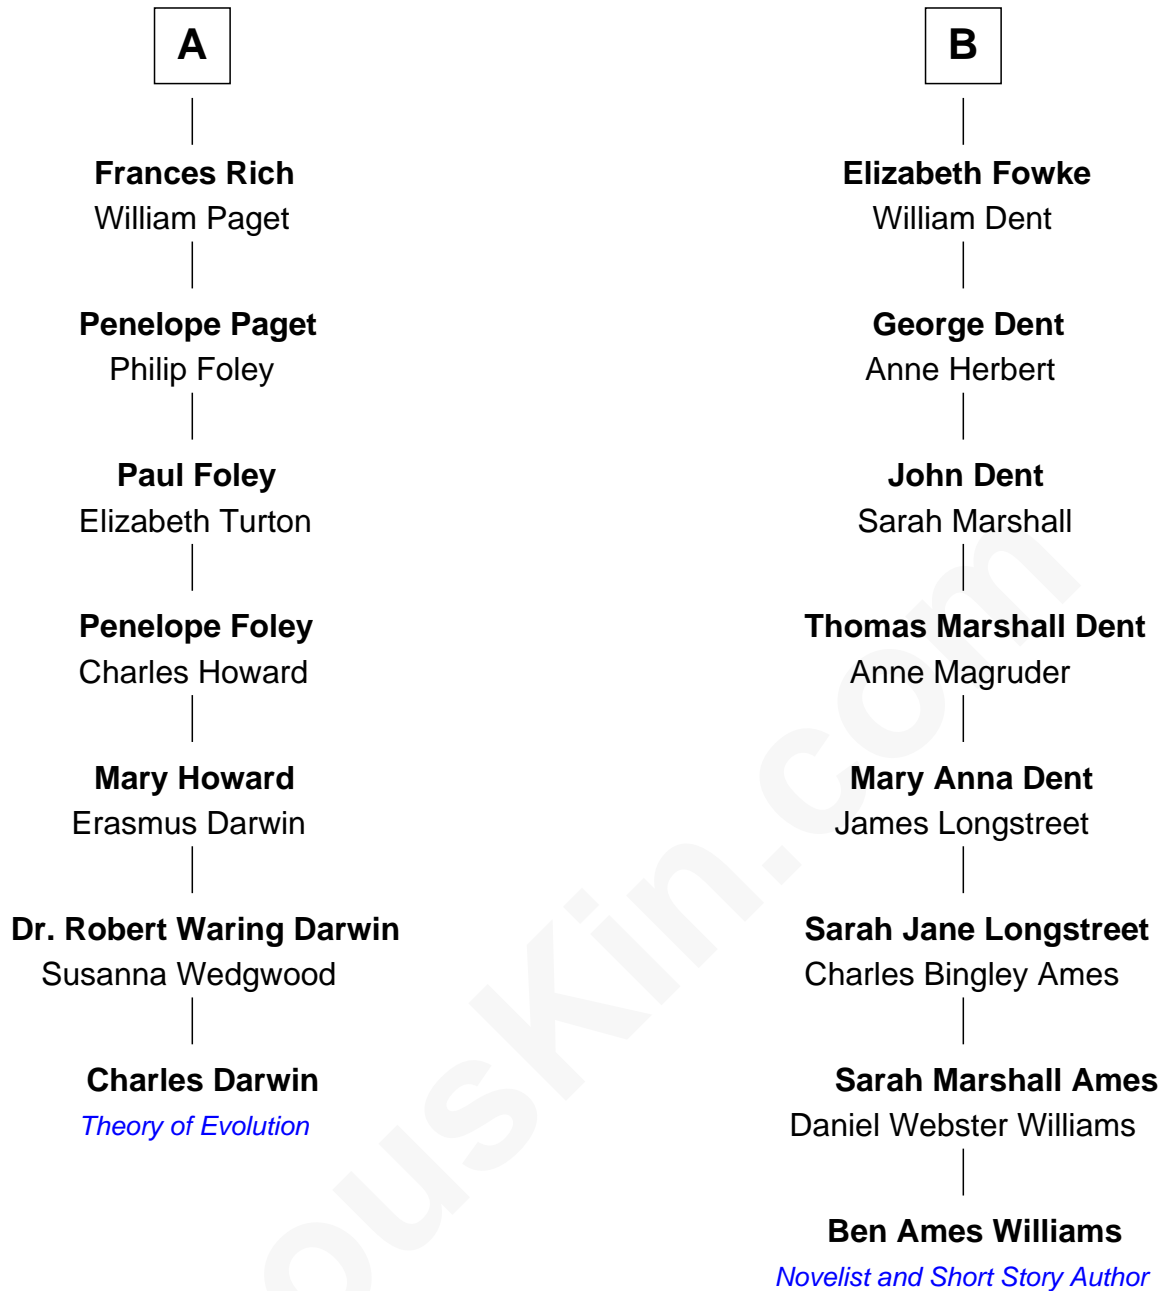 A
Frances Rich
William Paget
Penelope Paget
Philip Foley
Paul Foley
Elizabeth Turton
Penelope Foley
Charles Howard
Mary Howard
Erasmus Darwin
Dr. Robert Waring Darwin
Susanna Wedgwood
Charles Darwin
Theory of Evolution
B
Elizabeth Fowke
William Dent
George Dent
Anne Herbert
John Dent
Sarah Marshall
Thomas Marshall Dent
Anne Magruder
Mary Anna Dent
James Longstreet
Sarah Jane Longstreet
Charles Bingley Ames
Sarah Marshall Ames
Daniel Webster Williams
Ben Ames Williams
Novelist and Short Story Author
ousKin.com